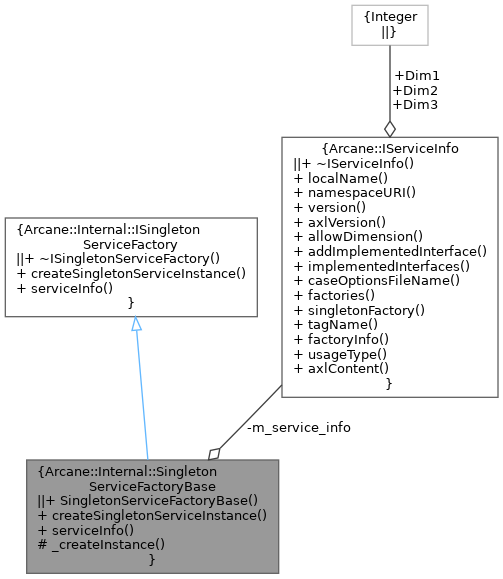 {Integer
||}
+Dim1
+Dim2
+Dim3
{Arcane::IServiceInfo
||+ ~IServiceInfo()
+ localName()
+ namespaceURI()
+ version()
+ axlVersion()
+ allowDimension()
+ addImplementedInterface()
+ implementedInterfaces()
+ caseOptionsFileName()
+ factories()
+ singletonFactory()
+ tagName()
+ factoryInfo()
+ usageType()
+ axlContent()
}
{Arcane::Internal::ISingleton
ServiceFactory
||+ ~ISingletonServiceFactory()
+ createSingletonServiceInstance()
+ serviceInfo()
}
-m_service_info
{Arcane::Internal::Singleton
ServiceFactoryBase
||+ SingletonServiceFactoryBase()
+ createSingletonServiceInstance()
+ serviceInfo()
# _createInstance()
}